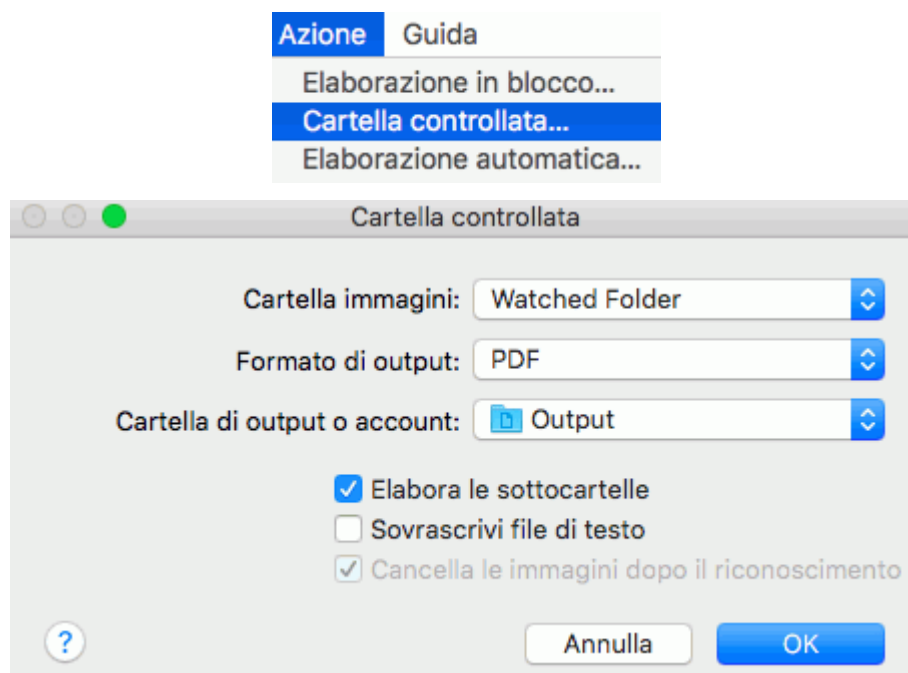 Azione Guida
Elaborazione in blocco...
Cartella controllata...
Elaborazione automatica...
Cartella controllata
Cartella immagini: Watched Folder
Formato di output: PDF
Cartella di output o account: Output
Elabora le sottocartelle
Sovrascrivi file di testo
Cancella le immagini dopo il riconoscimento
? Annulla OK